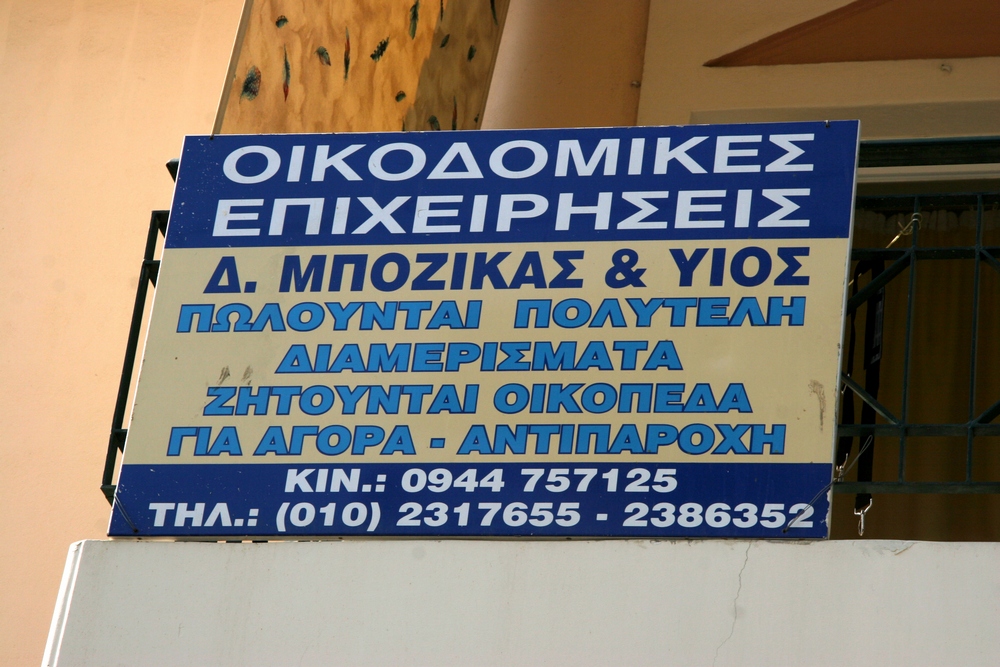 ΟΙΚΟΔΟΜΙΚΕΣ
ΕΠΙΧΕΙΡΗΣΕΙΣ
Δ. ΜΠΟΖΙΚΑΣ & ΥΙΟΣ
ΠΩΛΟΥΝΤΑΙ ΠΟΛΥΤΕΛΗ
ΔΙΑΜΕΡΙΣΜΑΤΑ
ΖΗΤΟΥΝΤΑΙ ΟΙΚΟΠΕΔΑ
ΓΙΑ ΑΓΟΡΑ - ΑΝΤΙΠΑΡΟΧΗ
ΚΙΝ.: 0944 757125
ΤΗΛ.: (010) 2317655 - 2386352